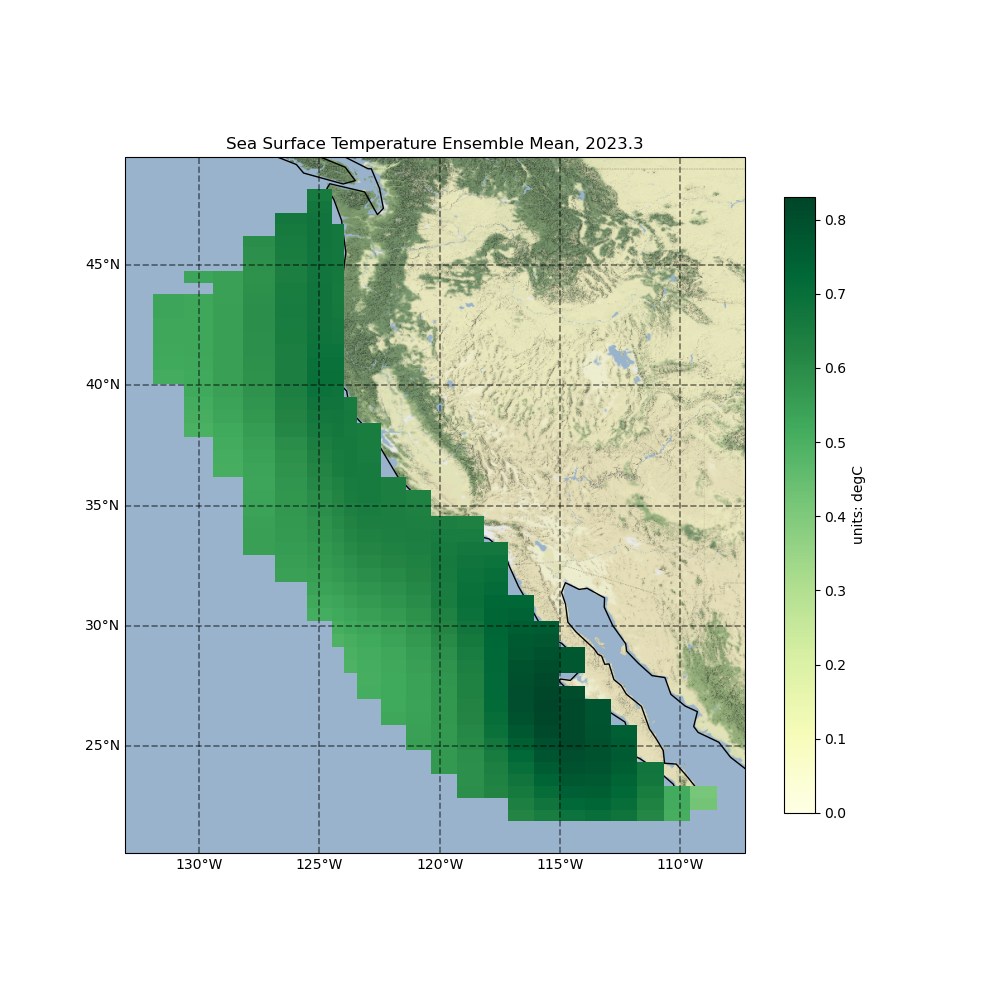 Sea Surface Temperature Ensemble Mean, 2023.3
45°N
40°N
35°N
30°N
25°N
130°W
125°W
120°W
115°W
110°W
0.8
0.7
0.6
0.5
0.4
0.3
0.2
0.1
0.0
units: degC